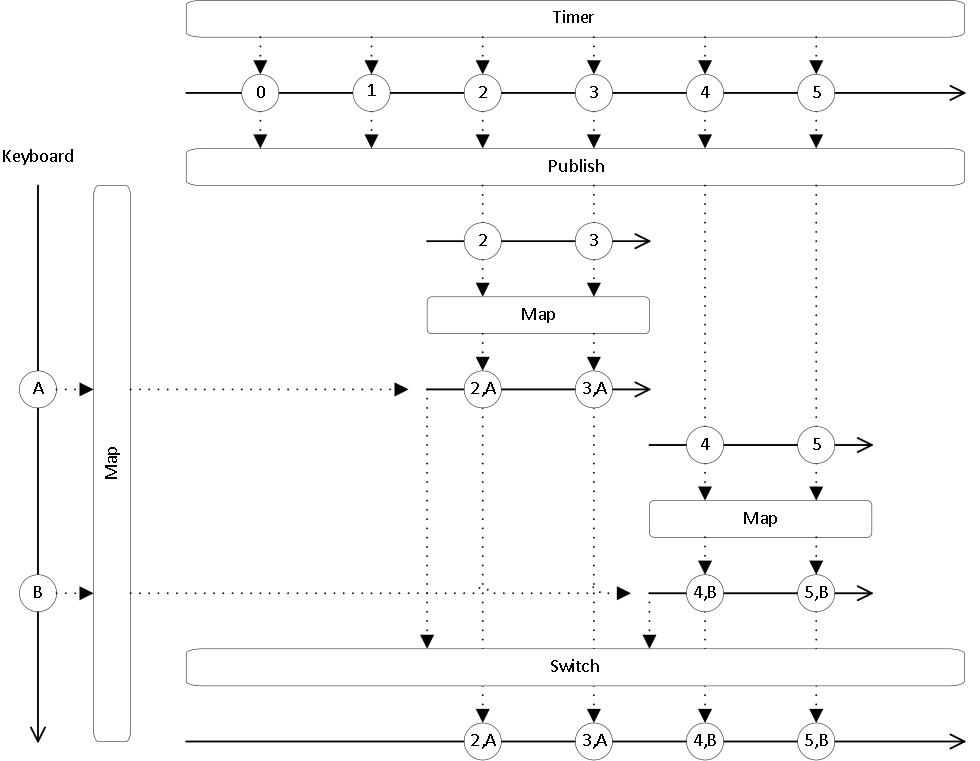 Timer
0 1 2 3 4 5
Keyboard
Publish
2 3
Map
A
2,A 3,A
Map
4 5
Map
B
4,B 5,B
Switch
2,A 3,A 4,B 5,B